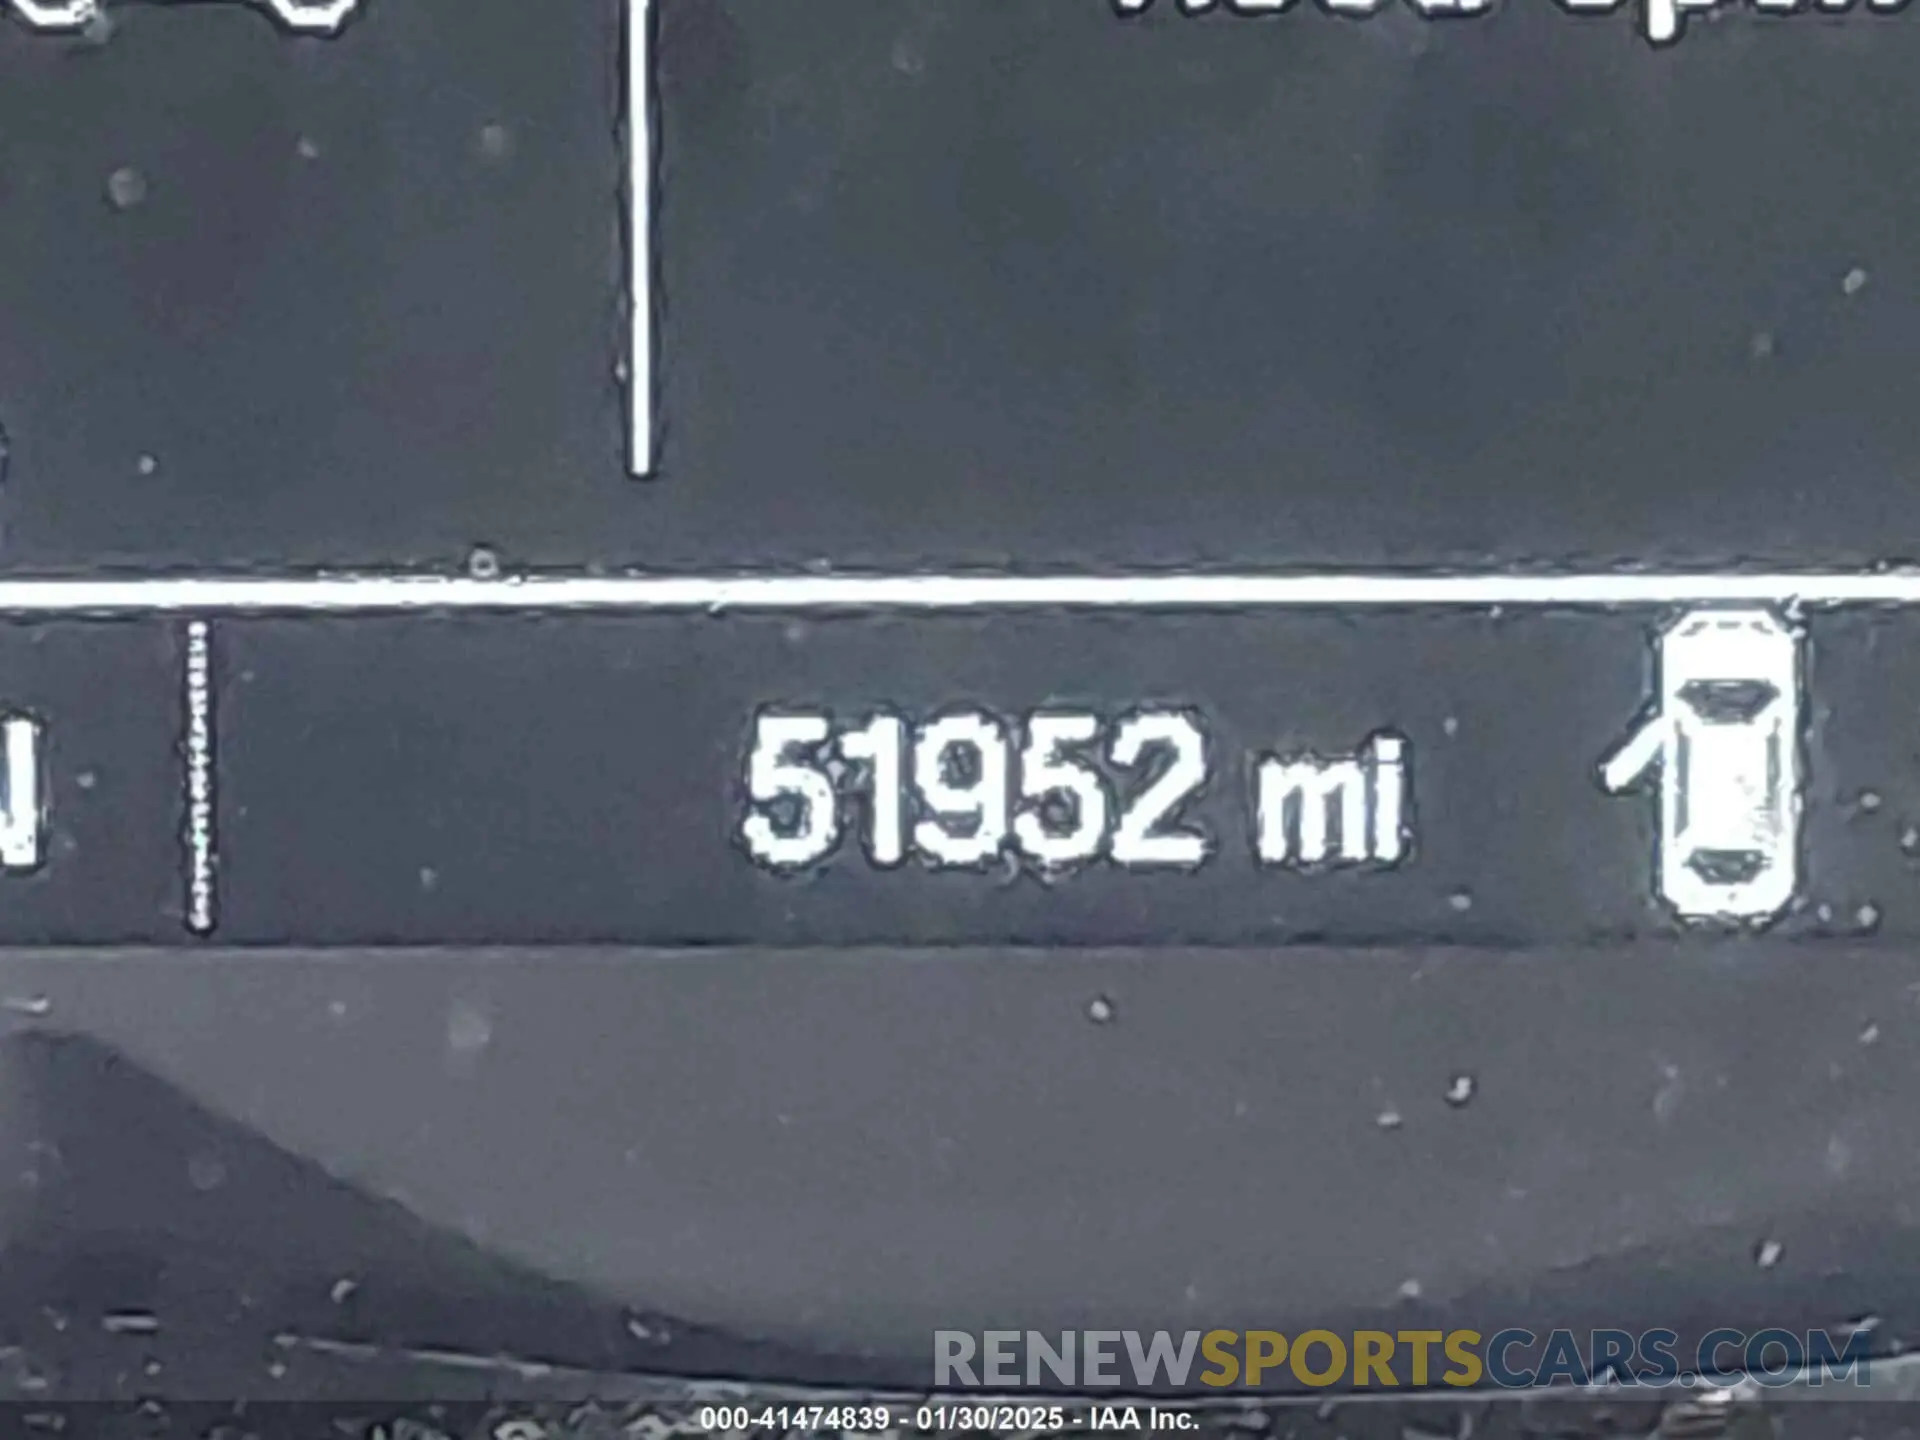 51952 mi
RENEWSPORTSCARS.COM
000-41474839 - 01/30/2025 - IAA Inc.